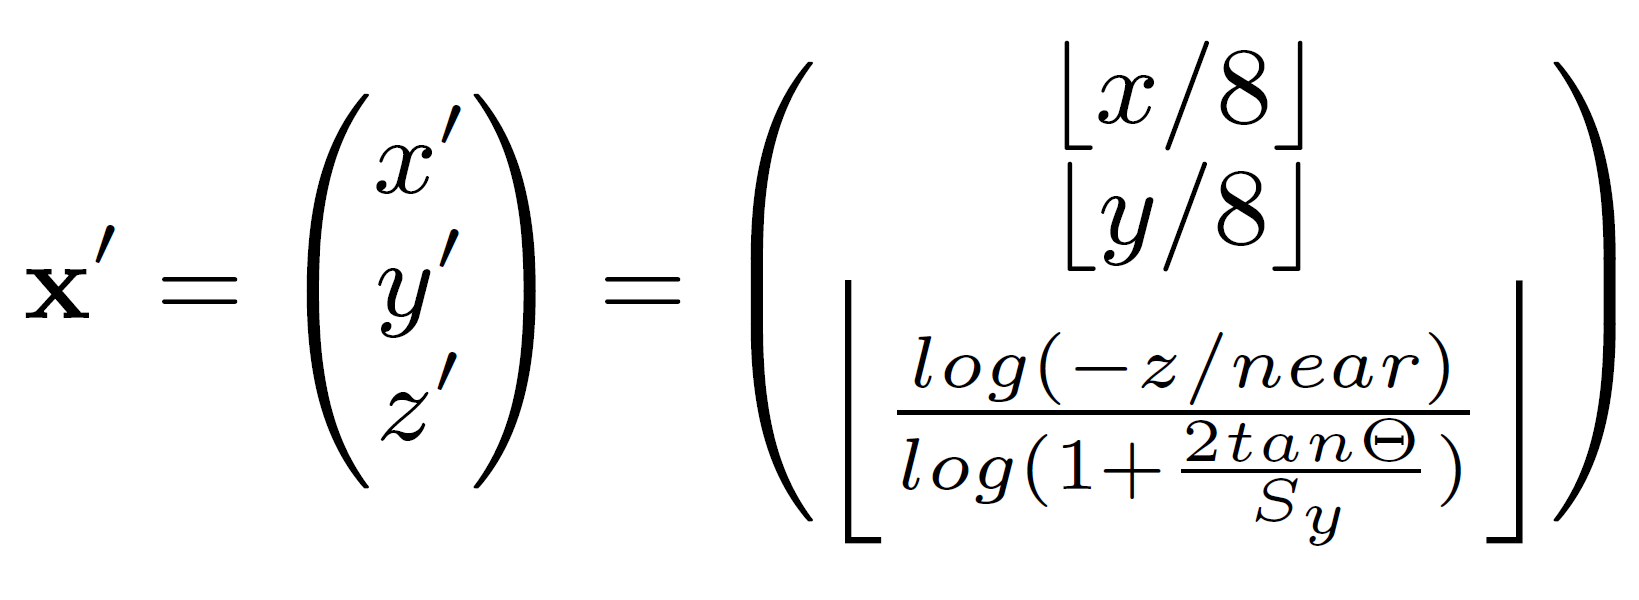 x′ = (x′ y′ z′) = (⌊x/8⌋ ⌊y/8⌋ ⌊log(−z/near) / log(1+ 2tanΘ / S_y)⌋)